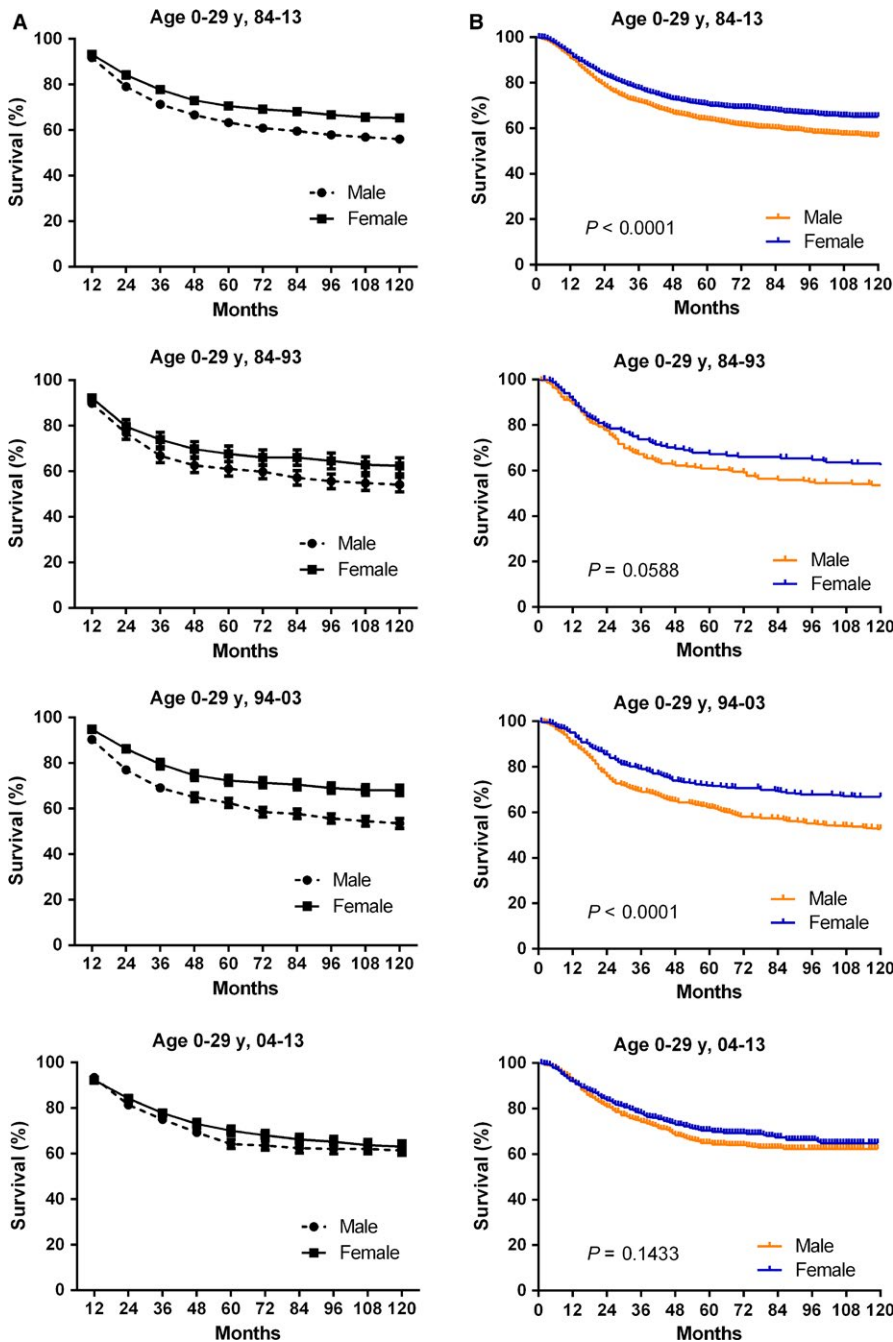 A
Age 0-29 y, 84-13
Survival (%)
100
80
60
40
20
0
Male
Female
12 24 36 48 60 72 84 96 108 120
Months
B
Age 0-29 y, 84-13
Survival (%)
100
80
60
40
20
0
P < 0.0001
Male
Female
0 12 24 36 48 60 72 84 96 108 120
Months
Age 0-29 y, 84-93
Survival (%)
100
80
60
40
20
0
Male
Female
12 24 36 48 60 72 84 96 108 120
Months
Age 0-29 y, 84-93
Survival (%)
100
80
60
40
20
0
P = 0.0588
Male
Female
0 12 24 36 48 60 72 84 96 108 120
Months
Age 0-29 y, 94-03
Survival (%)
100
80
60
40
20
0
Male
Female
12 24 36 48 60 72 84 96 108 120
Months
Age 0-29 y, 94-03
Survival (%)
100
80
60
40
20
0
P < 0.0001
Male
Female
0 12 24 36 48 60 72 84 96 108 120
Months
Age 0-29 y, 04-13
Survival (%)
100
80
60
40
20
0
Male
Female
12 24 36 48 60 72 84 96 108 120
Months
Age 0-29 y, 04-13
Survival (%)
100
80
60
40
20
0
P = 0.1433
Male
Female
0 12 24 36 48 60 72 84 96 108 120
Months